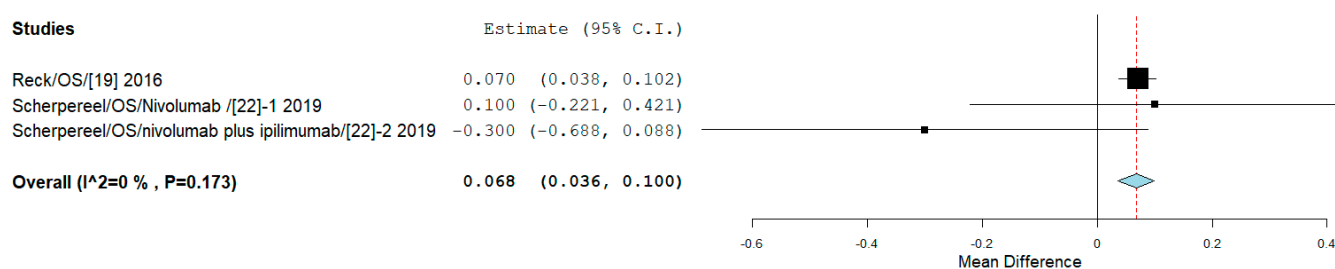 Studies Estimate (95% C.I.)
Reck/OS/[19] 2016 0.070 (0.038, 0.102)
Scherpereel/OS/Nivolumab /[22]-1 2019 0.100 (-0.221, 0.421)
Scherpereel/OS/nivolumab plus ipilimumab/[22]-2 2019 -0.300 (-0.688, 0.088)
Overall (I^2=0 % , P=0.173) 0.068 (0.036, 0.100)
-0.6 -0.4 -0.2 0 0.2 0.4
Mean Difference